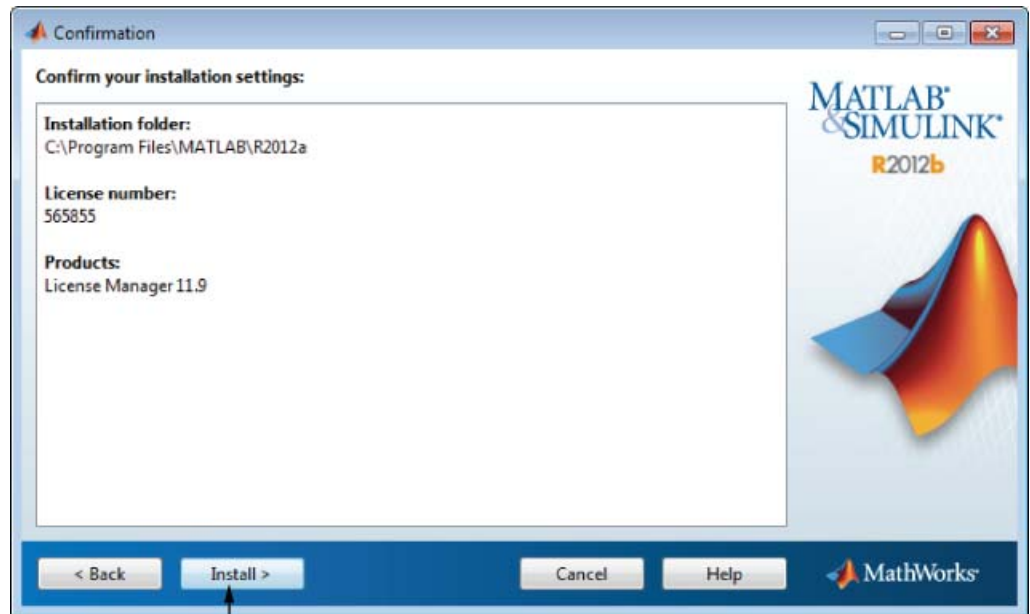 Confirmation
Confirm your installation settings:
Installation folder:
C:\Program Files\MATLAB\R2012a
License number:
565855
Products:
License Manager 11.9
MATLAB®
&SIMULINK®
R2012b
< Back
Install >
Cancel
Help
MathWorks®